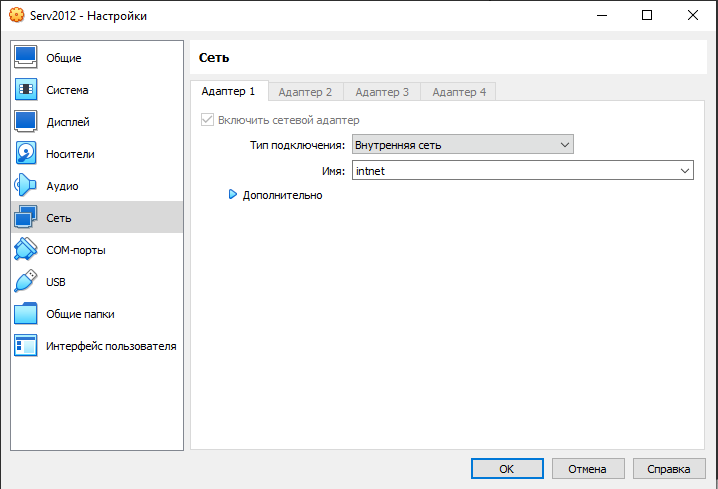 Serv2012 - Настройки
Общие
Система
Дисплей
Носители
Аудио
Сеть
COM-порты
USB
Общие папки
Интерфейс пользователя
Сеть
Адаптер 1
Адаптер 2
Адаптер 3
Адаптер 4
Включить сетевой адаптер
Тип подключения: Внутренняя сеть
Имя: intnet
Дополнительно
OK
Отмена
Справка